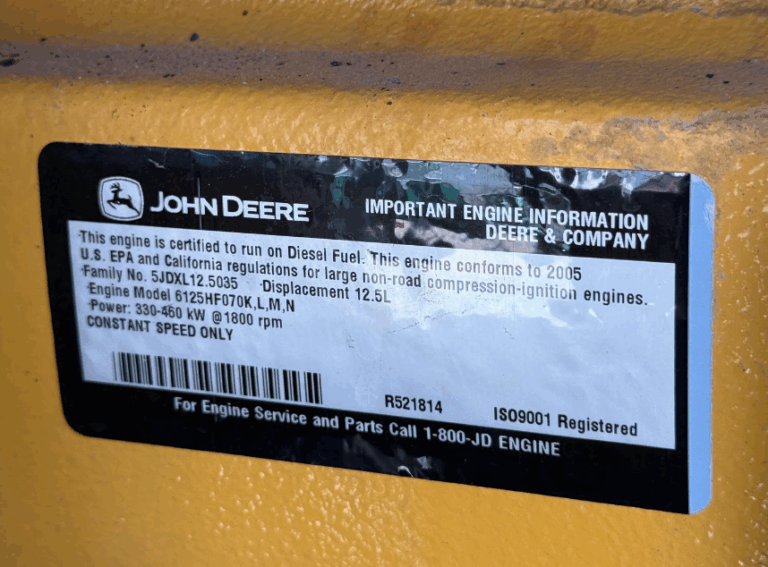 JOHN DEERE
IMPORTANT ENGINE INFORMATION
DEERE & COMPANY
This engine is certified to run on Diesel Fuel. This engine conforms to 2005
U.S. EPA and California regulations for large non-road compression-ignition engines.
Family No. 5JDXL12.5035 Displacement 12.5L
Engine Model 6125HF070K,L,M,N
Power: 330-460 kW @1800 rpm
CONSTANT SPEED ONLY
R521814
ISO9001 Registered
For Engine Service and Parts Call 1-800-JD ENGINE